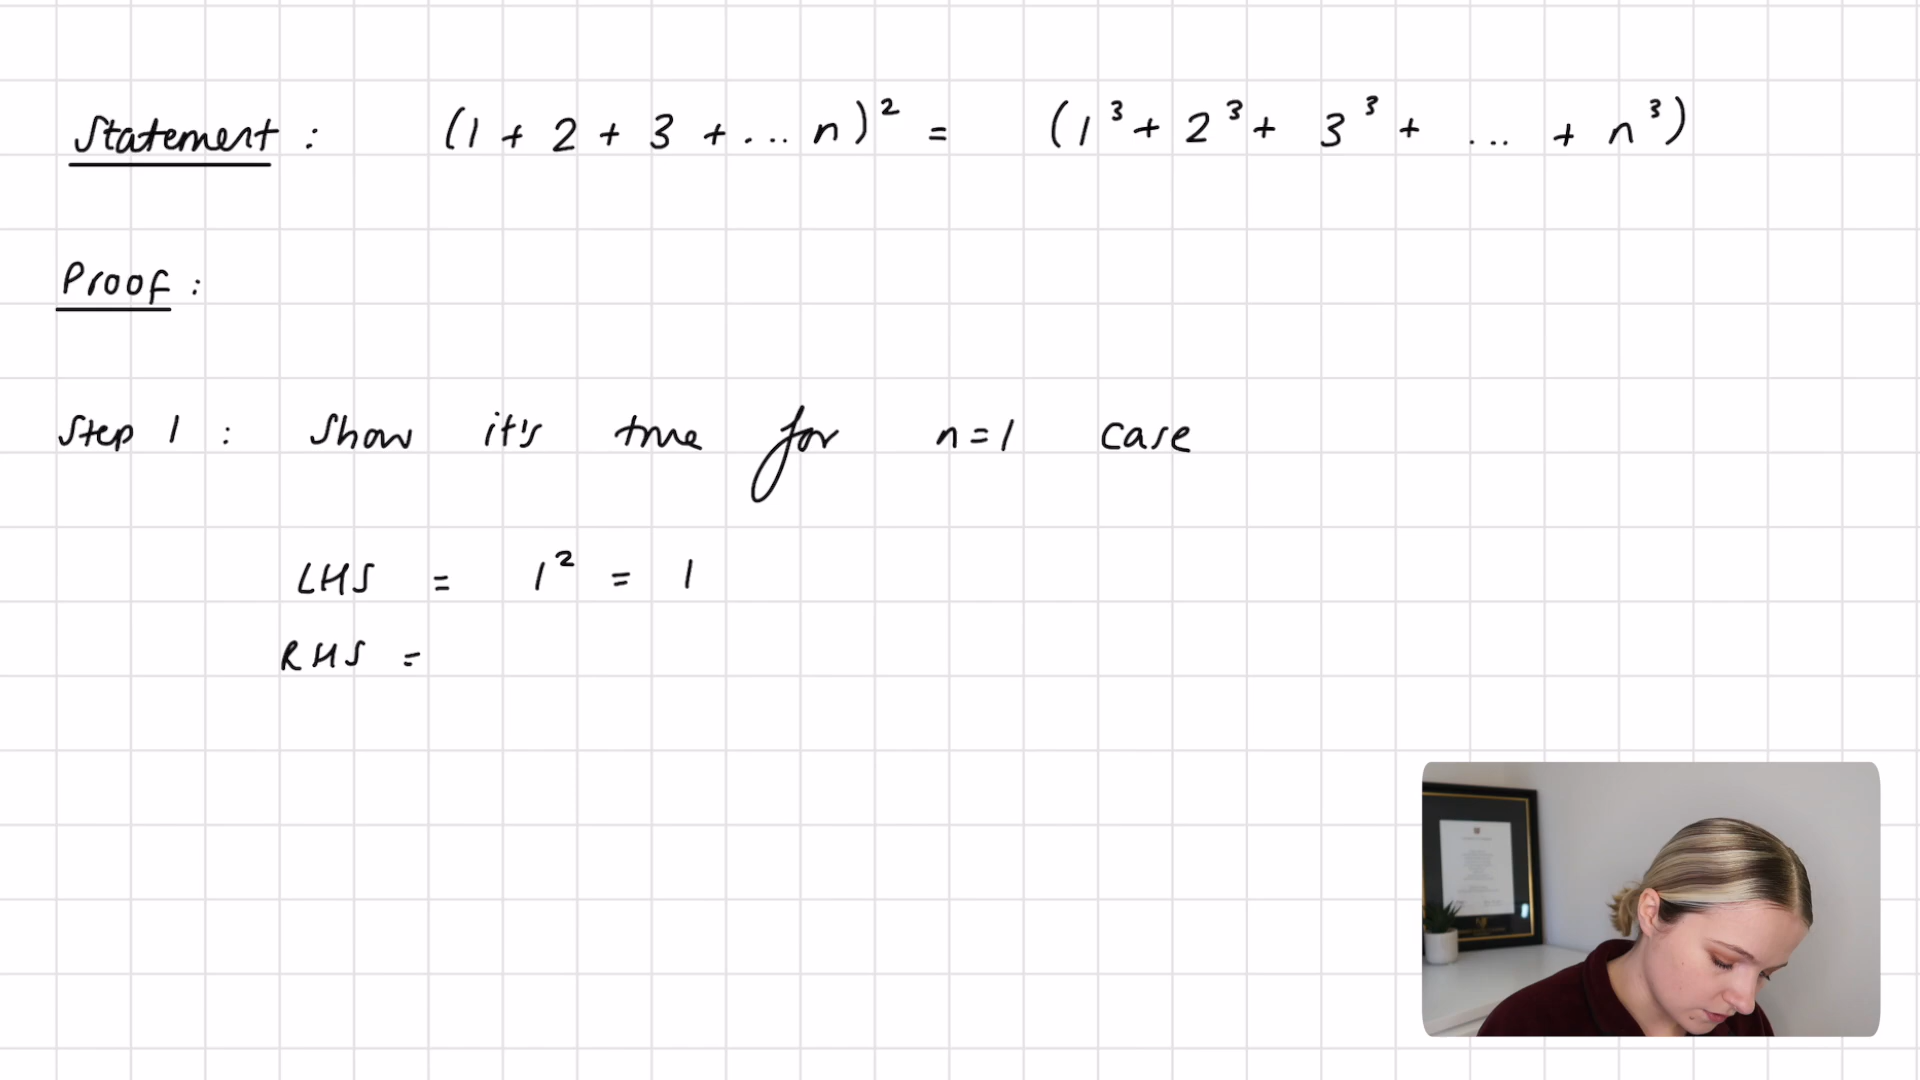 Statement : (1 + 2 + 3 + ... n)² = (1³ + 2³ + 3³ + ... + n³)
Proof :
Step 1 : Show it's true for n=1 case
LHS = 1² = 1
RHS =